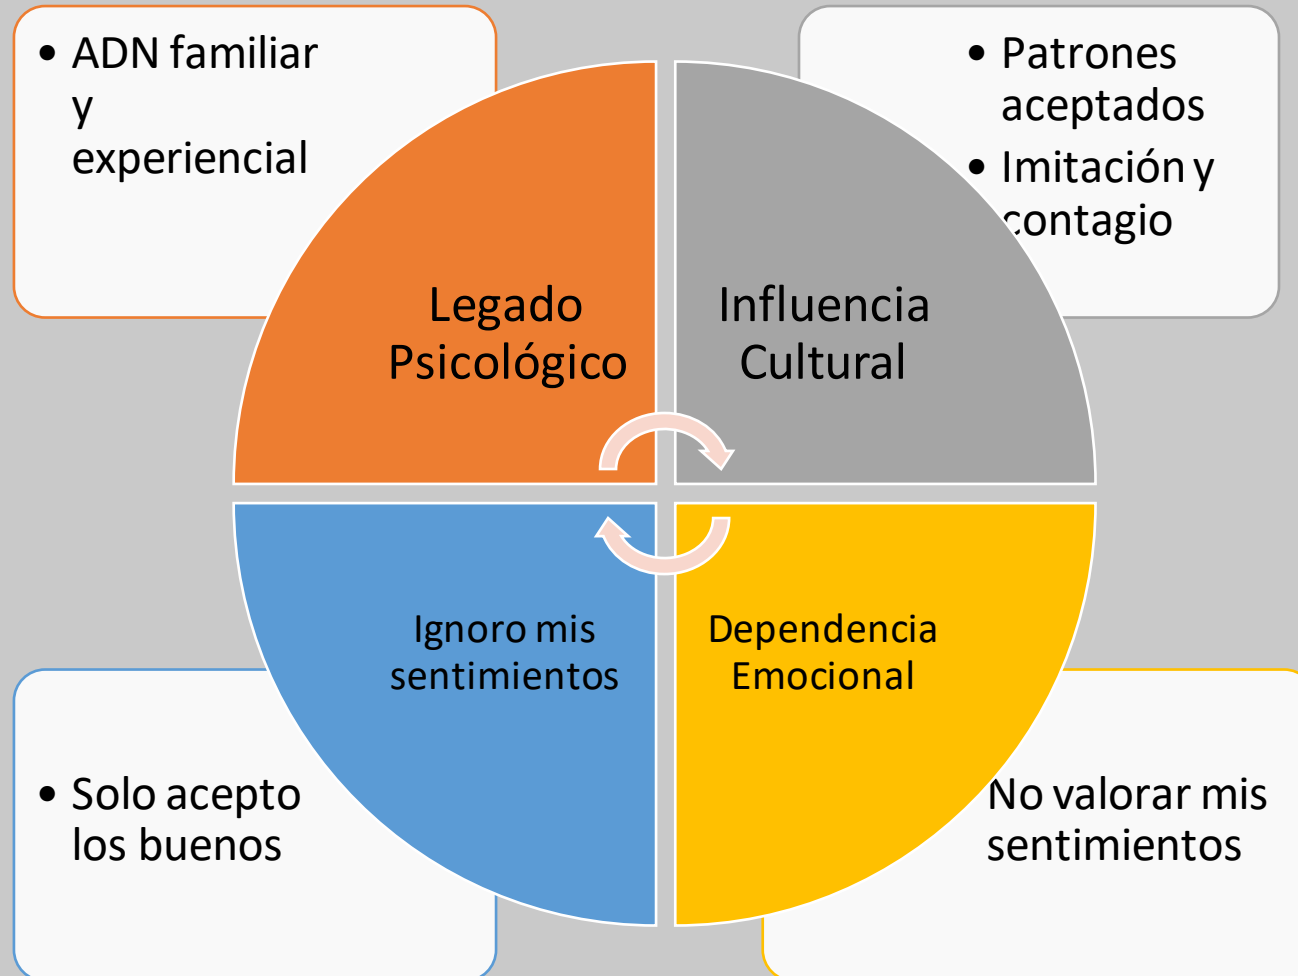 • ADN familiar
y
experiencial
• Patrones
aceptados
• Imitación y
contagio
Legado
Psicológico
Influencia
Cultural
Ignoro mis
sentimientos
Dependencia
Emocional
• Solo acepto
los buenos
No valorar mis
sentimientos